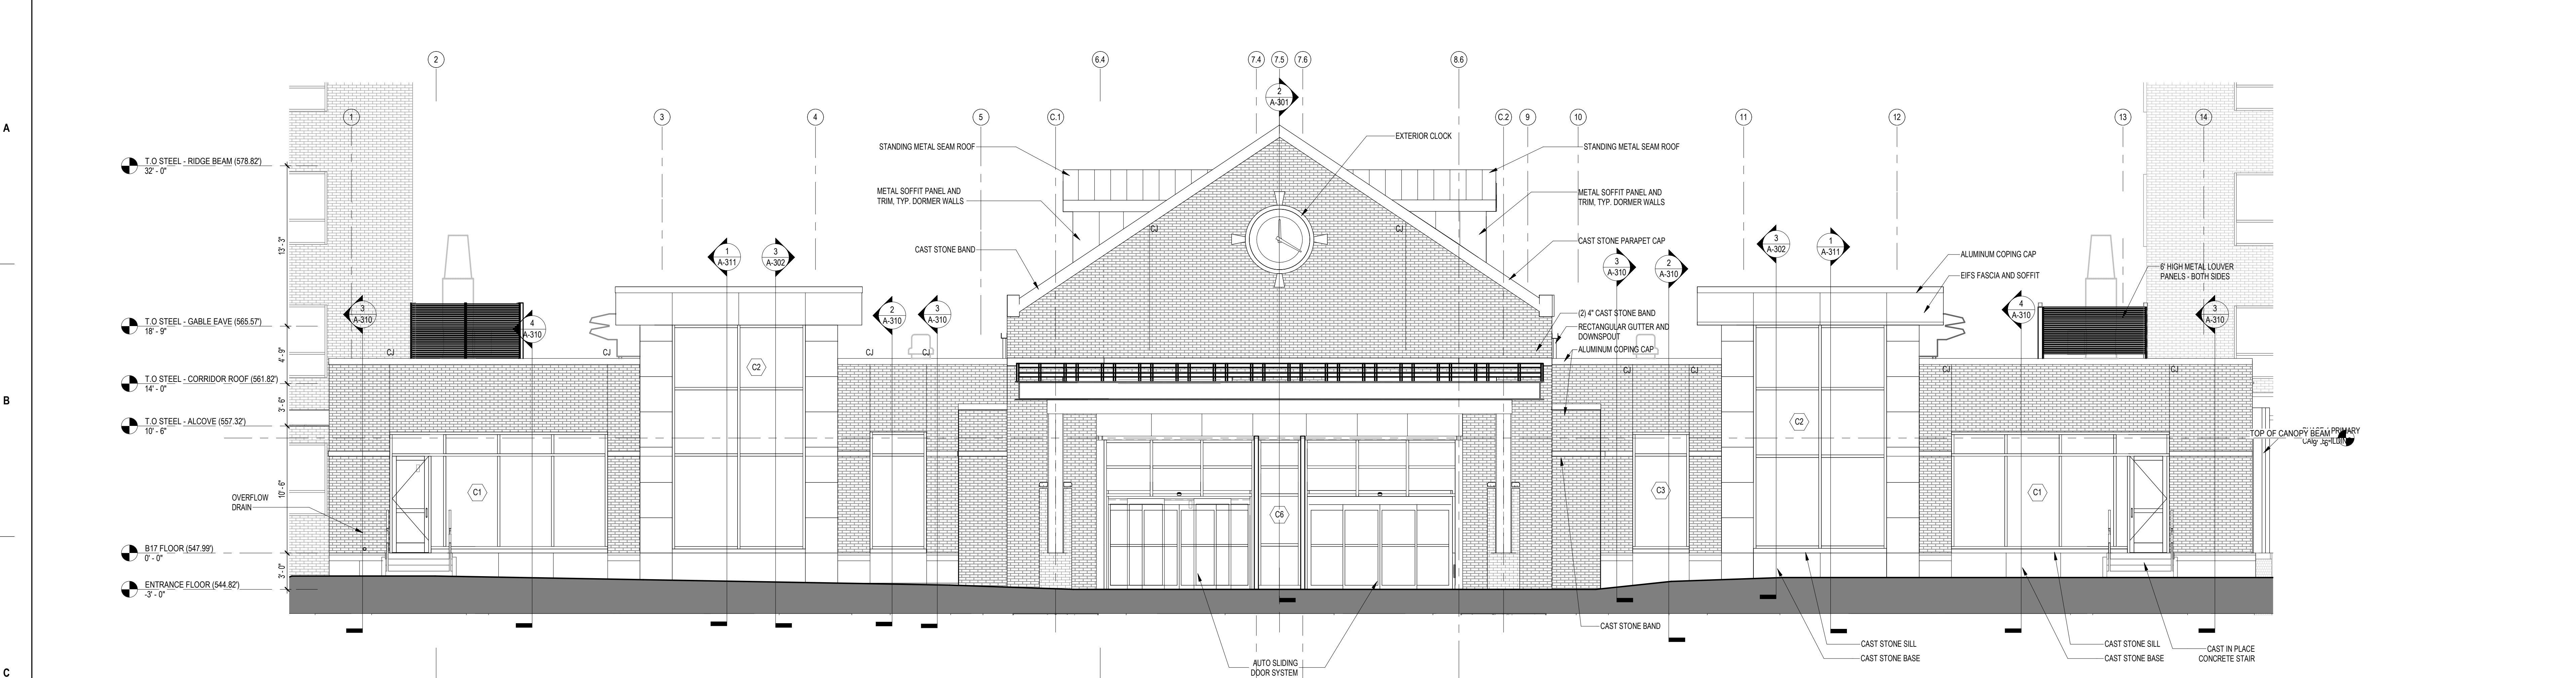 2
6.4
7.4
7.5
7.6
8.6
1
3
4
5
C.1
C.2
9
10
11
12
13
14
A
B
C
2
A-301
EXTERIOR CLOCK
STANDING METAL SEAM ROOF
STANDING METAL SEAM ROOF
T.O STEEL - RIDGE BEAM (578.82')
32' - 0"
METAL SOFFIT PANEL AND
TRIM, TYP. DORMER WALLS
METAL SOFFIT PANEL AND
TRIM, TYP. DORMER WALLS
CJ
CJ
13' - 3"
CAST STONE BAND
CAST STONE PARAPET CAP
1
A-311
3
A-302
3
A-310
2
A-310
3
A-302
1
A-311
ALUMINUM COPING CAP
EIFS FASCIA AND SOFFIT
6' HIGH METAL LOUVER
PANELS - BOTH SIDES
3
A-310
4
A-310
2
A-310
3
A-310
4
A-310
3
A-310
T.O STEEL - GABLE EAVE (565.57')
18' - 9"
(2) 4" CAST STONE BAND
RECTANGULAR GUTTER AND
DOWNSPOUT
ALUMINUM COPING CAP
4' - 9"
CJ
CJ
CJ
CJ
CJ
CJ
CJ
CJ
C2
T.O STEEL - CORRIDOR ROOF (561.82')
14' - 0"
3' - 6"
T.O STEEL - ALCOVE (557.32')
10' - 6"
C2
TOP OF CANOPY BEAM
PRIMARY
9' - 6"
10' - 6"
OVERFLOW
DRAIN
C1
C3
C1
C6
B17 FLOOR (547.99')
0' - 0"
3' - 0"
ENTRANCE FLOOR (544.82')
-3' - 0"
CAST STONE BAND
CAST STONE SILL
CAST STONE BASE
CAST STONE SILL
CAST STONE BASE
CAST IN PLACE
CONCRETE STAIR
AUTO SLIDING
DOOR SYSTEM